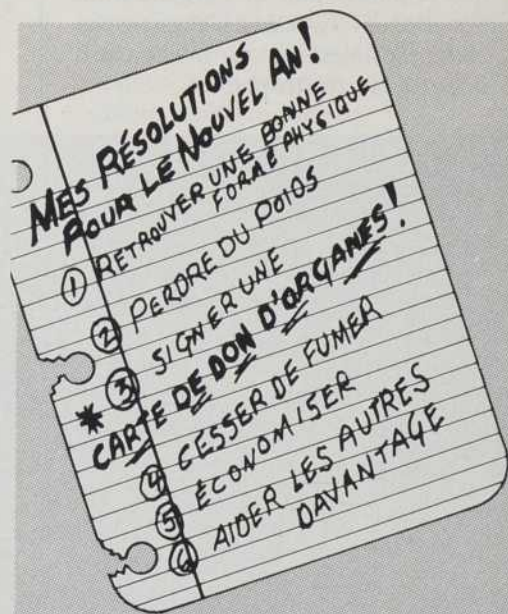 MES RÉSOLUTIONS
POUR LE NOUVEL AN!
① RETROUVER UNE BONNE
FORME PHYSIQUE
② PERDRE DU POIDS
* ③ SIGNER UNE
CARTE DE DON D'ORGANES!
④ CESSER DE FUMER
⑤ ÉCONOMISER
⑥ AIDER LES AUTRES
DAVANTAGE